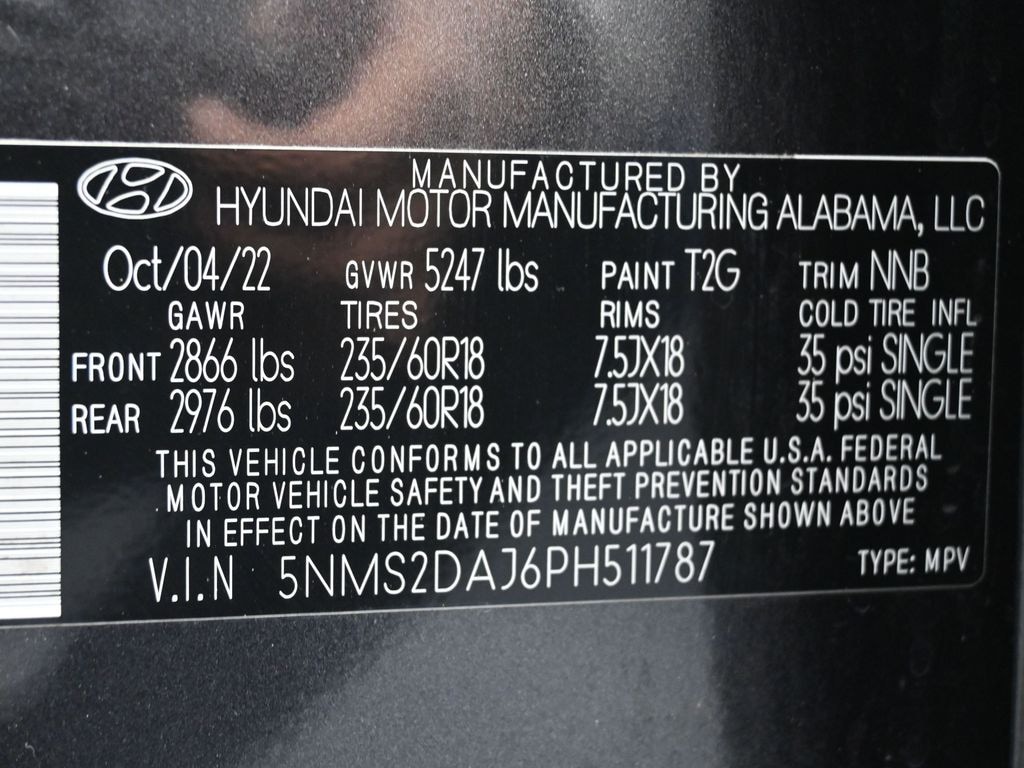 MANUFACTURED BY
HYUNDAI MOTOR MANUFACTURING ALABAMA, LLC
Oct/04/22 GVWR 5247 lbs PAINT T2G TRIM NNB
GAWR TIRES RIMS COLD TIRE INFL
FRONT 2866 lbs 235/60R18 7.5JX18 35 psi SINGLE
REAR 2976 lbs 235/60R18 7.5JX18 35 psi SINGLE
THIS VEHICLE CONFORMS TO ALL APPLICABLE U.S.A. FEDERAL
MOTOR VEHICLE SAFETY AND THEFT PREVENTION STANDARDS
IN EFFECT ON THE DATE OF MANUFACTURE SHOWN ABOVE
V.I.N 5NMS2DAJ6PH511787 TYPE: MPV